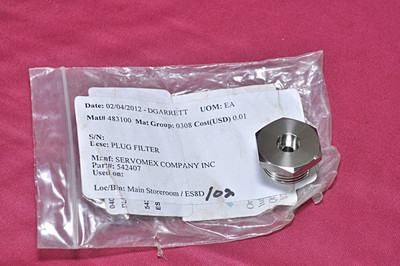 Date: 02/04/2012 - DGARRETT UOM: EA
Mat# 483100 Mat Group: 0308 Cost(USD) 0.01
S/N:
Desc: PLUG FILTER
Manf: SERVOMEX COMPANY INC
Part#: 542407
Used on:
Loc/Bin: Main Storeroom / ES8D
102